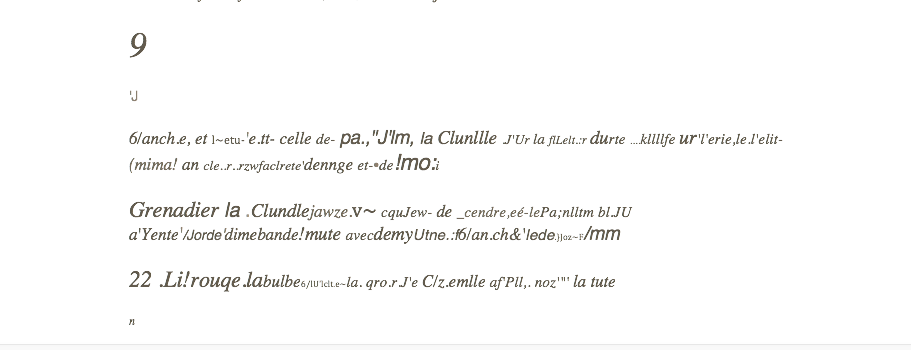 9
'J
6/anch.e, et l~etu-'e.tt- celle de- pa.,"J'lm, la Clunllle .J'Ur la flLelt.:r durte ....kllllfe ur'l'erie,le.l'elit-
(mima! an cle..r..rzwfaclrete'dennge et-•de!mo:i
Grenadier la .Clundlejawze.v~ cquJew- de _cendre,eé-lePa;nlltm bl.JU
a'Yente'/Jorde'dimebande!mute avecdemyUtne.:f6/an.ch&'lede.}Joz~F/mm
22 .Li!rouqe.labulbe6/lU'lclt.e~la. qro.r.J'e C/z.emlle af'Pll,. noz''"' la tute
n